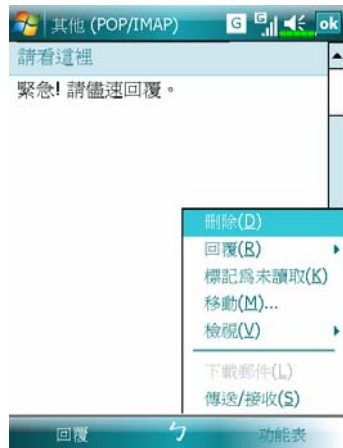 其他 (POP/IMAP) G G ok
請看這裡
緊急! 請儘速回覆。
刪除(D)
回覆(R)
標記為未讀取(K)
移動(M)...
檢視(V)
下載郵件(L)
傳送/接收(S)
回覆 ㄅ 功能表